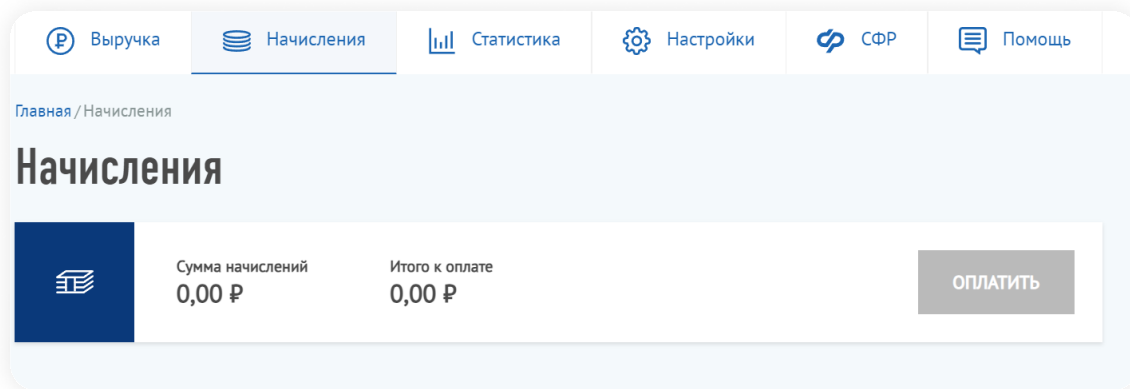 Выручка Начисления Статистика Настройки СФР Помощь
Главная / Начисления
Начисления
Сумма начислений Итого к оплате
0,00 ₽ 0,00 ₽
ОПЛАТИТЬ